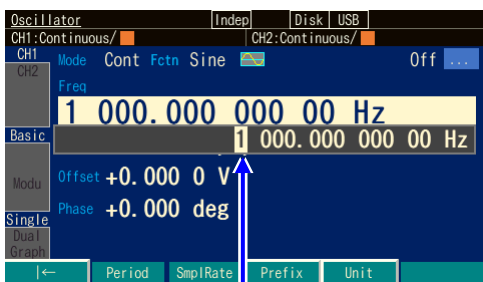 Oscillator Indep Disk USB
CH1:Continuous/ CH2:Continuous/
CH1 Mode Cont Fctn Sine Off ...
CH2
Freq
1 000.000 000 00 Hz
Basic 1 000.000 000 00 Hz
Modu Offset +0.000 0 V
Phase +0.000 deg
Single
Dual
Graph
|← Period SmplRate Prefix Unit